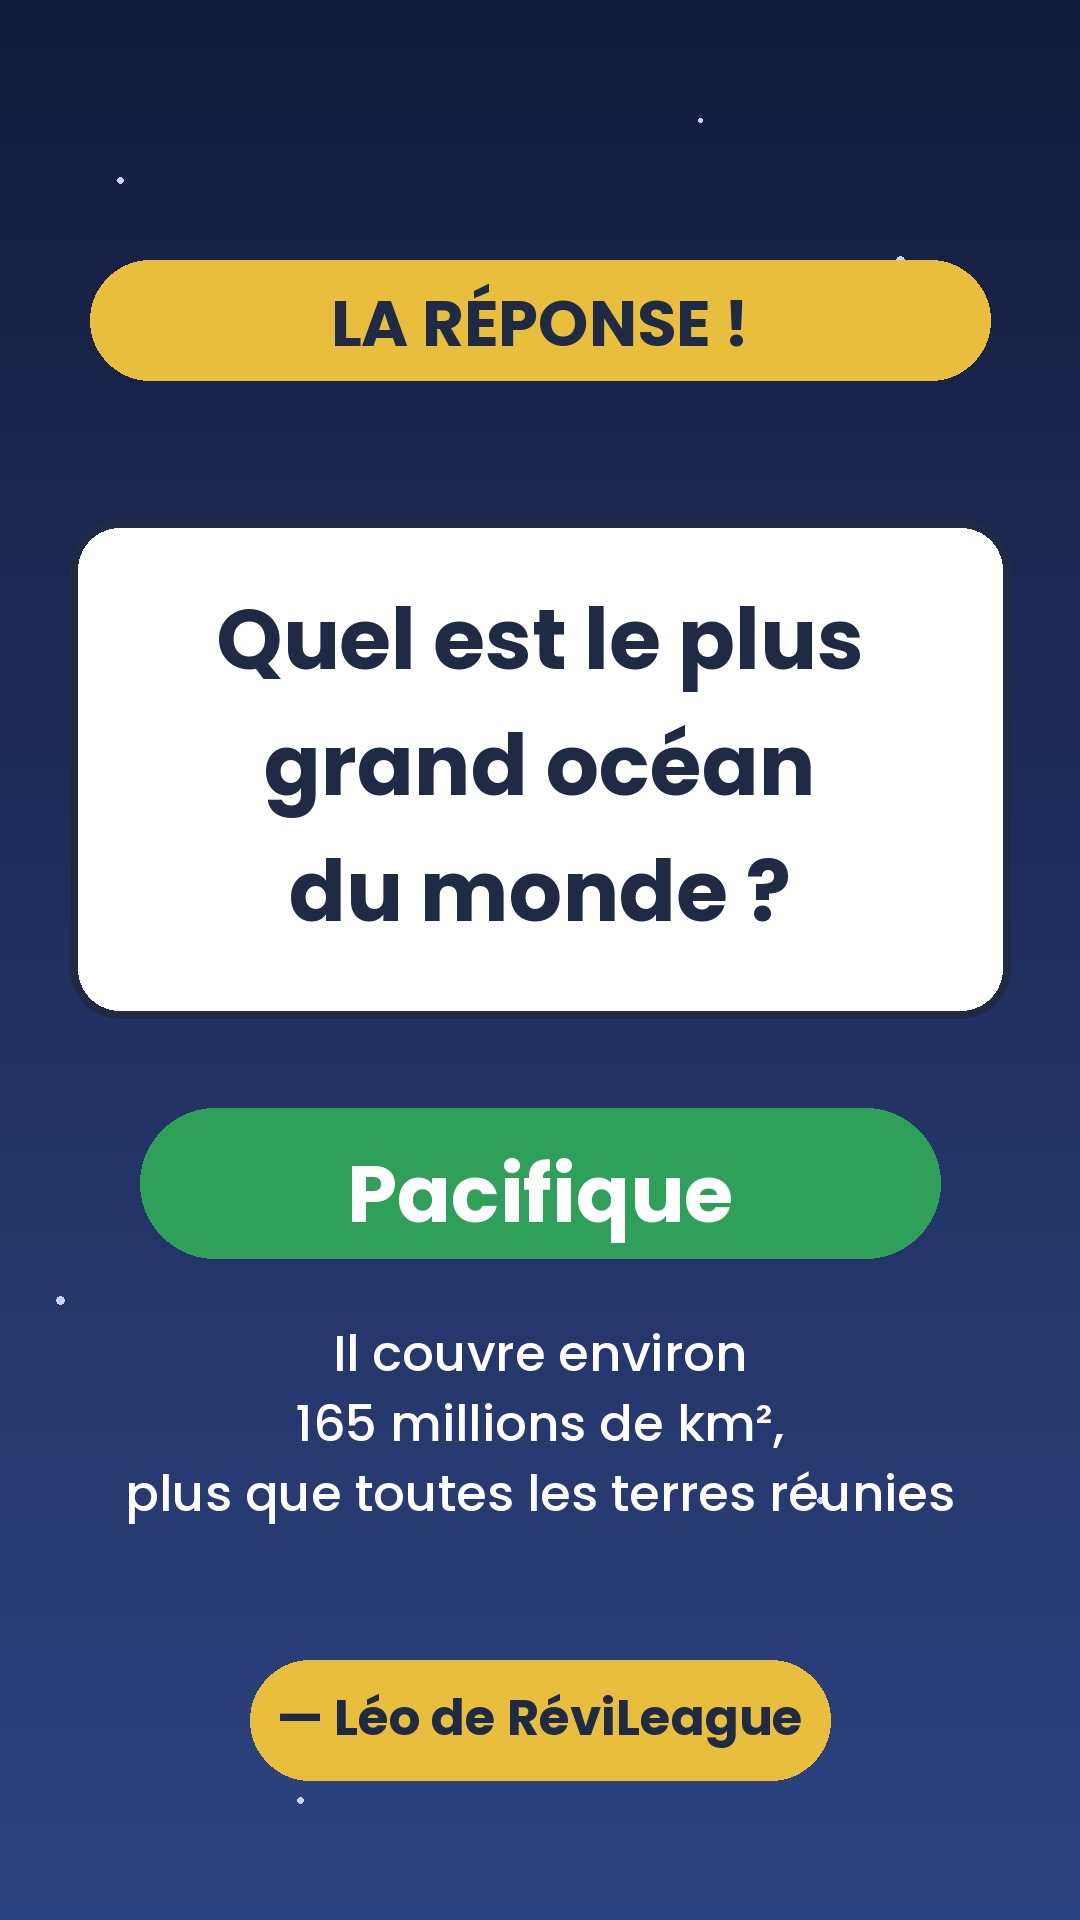 LA RÉPONSE !
Quel est le plus
grand océan
du monde ?
Pacifique
Il couvre environ
165 millions de km²,
plus que toutes les terres réunies
— Léo de RéviLeague